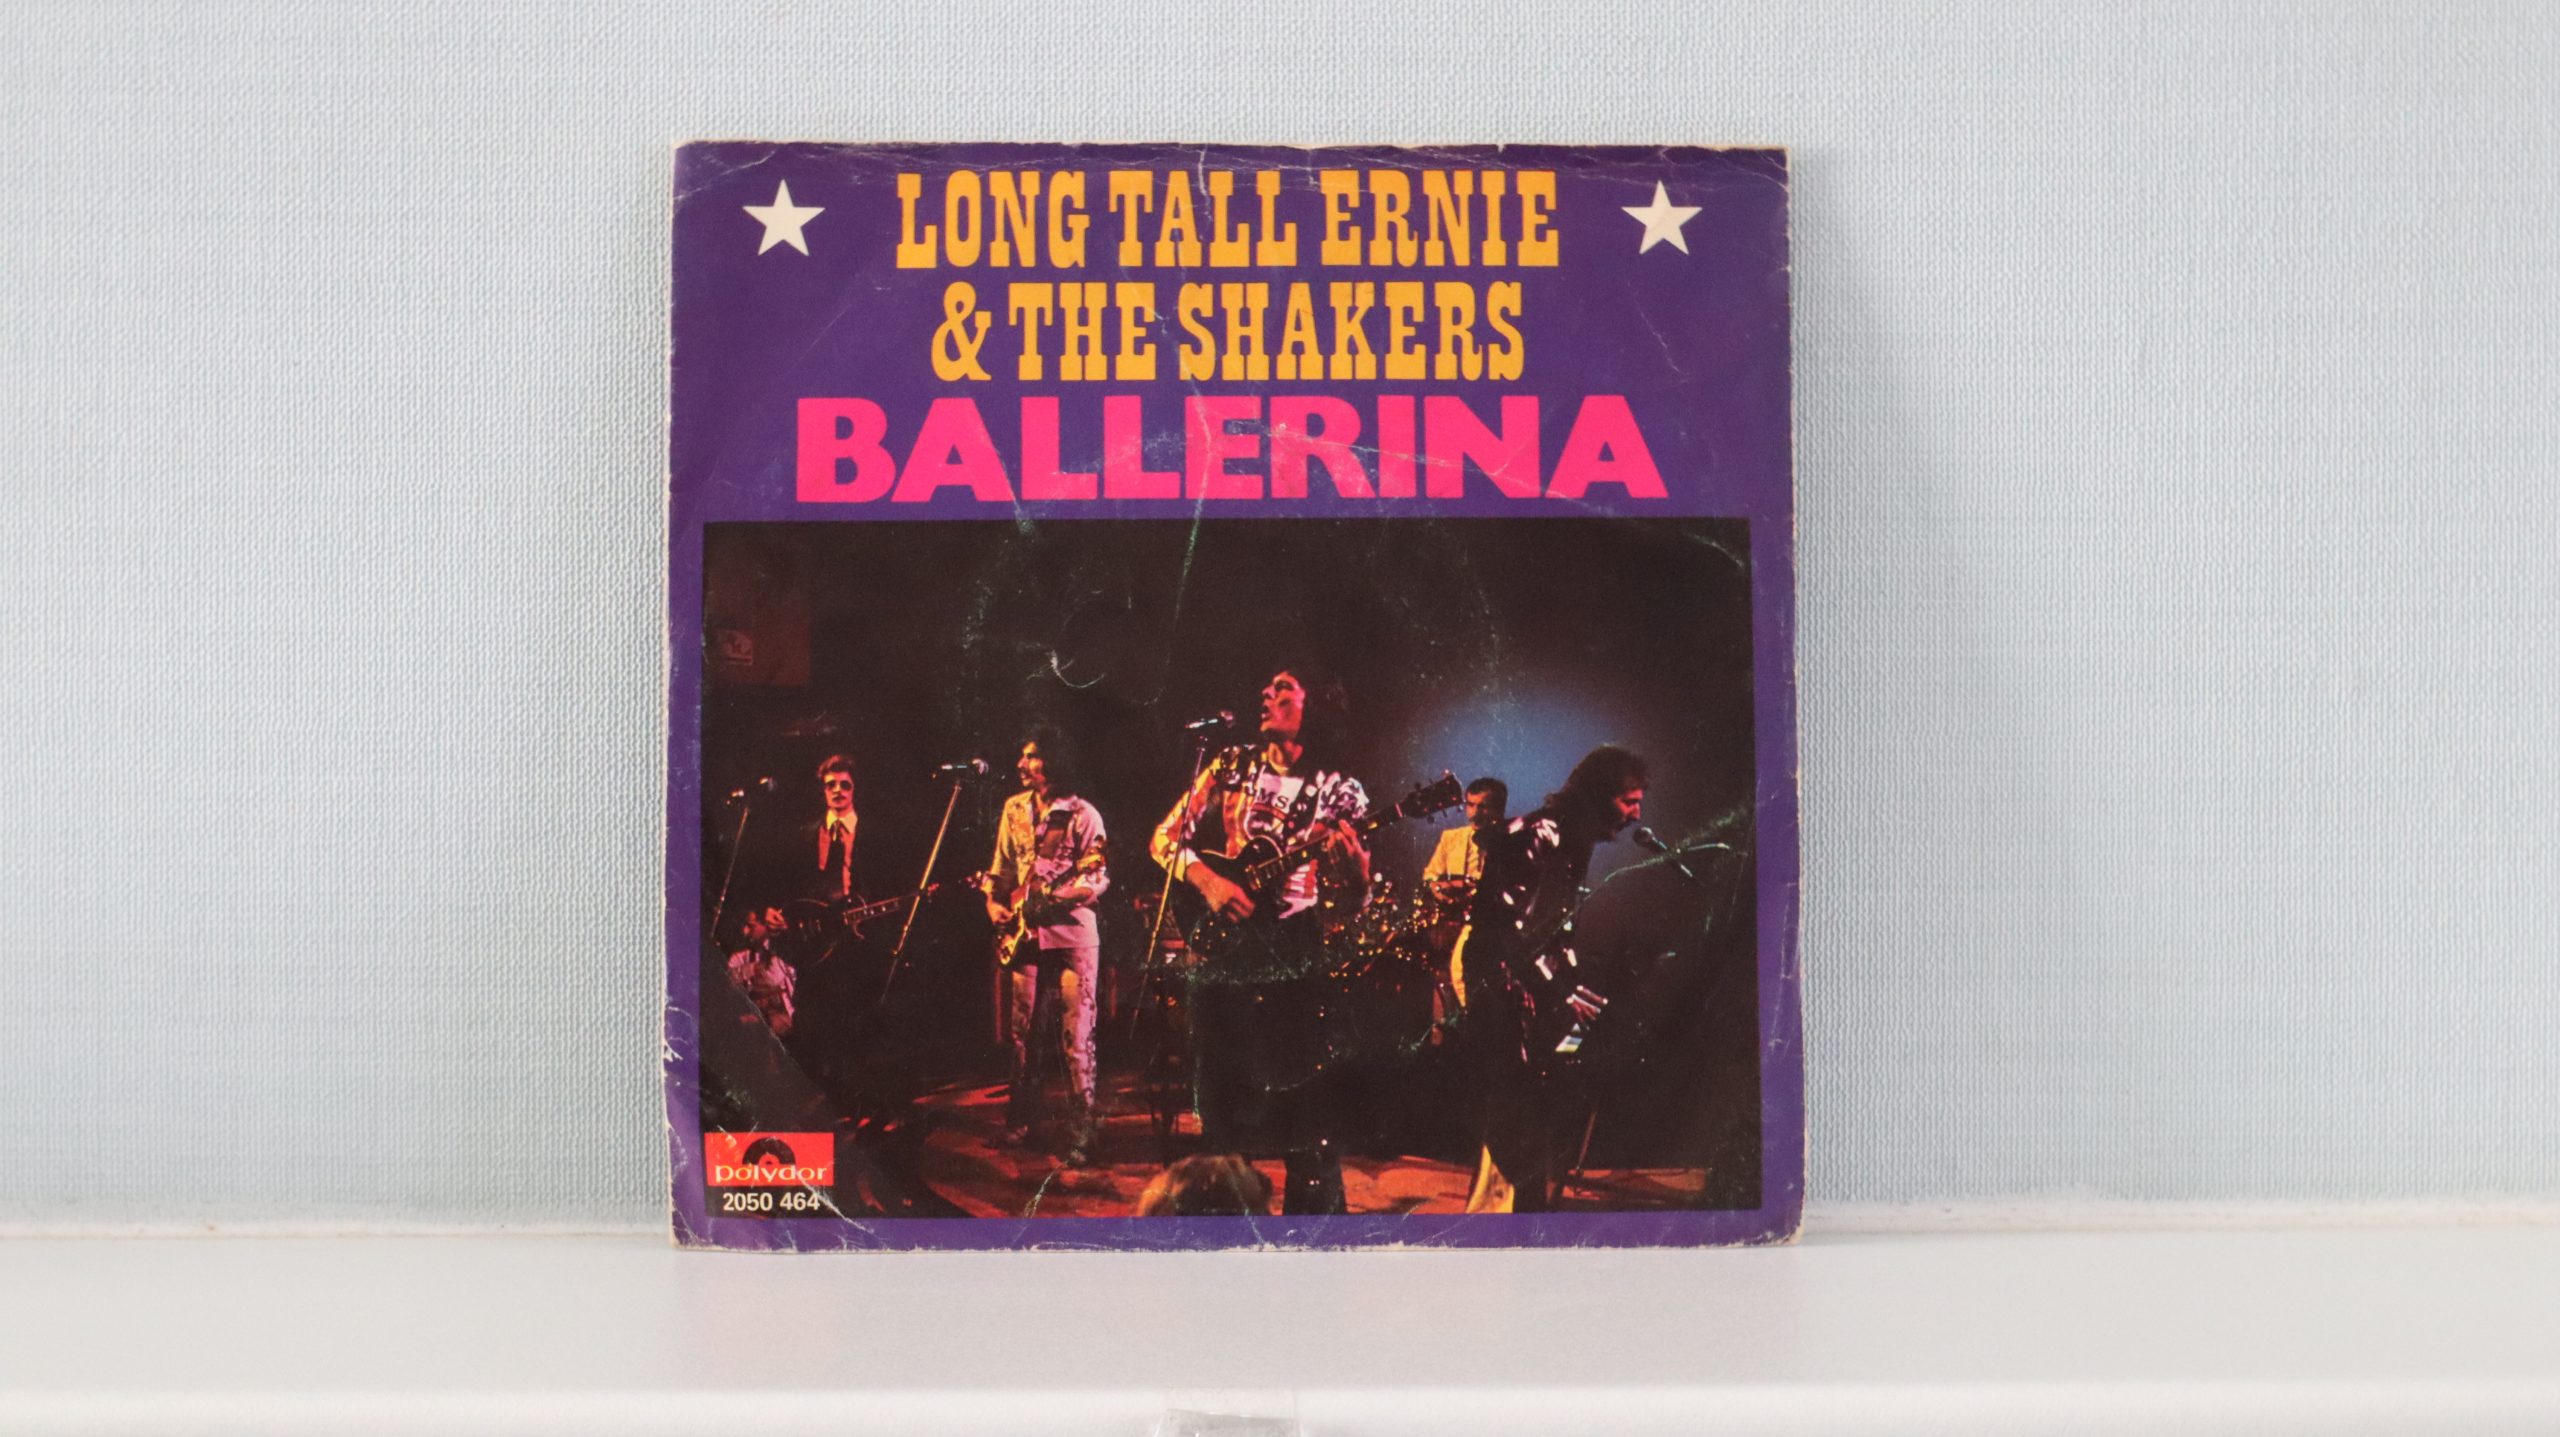 LONG TALL ERNIE
& THE SHAKERS
BALLERINA
polydor
2050 464